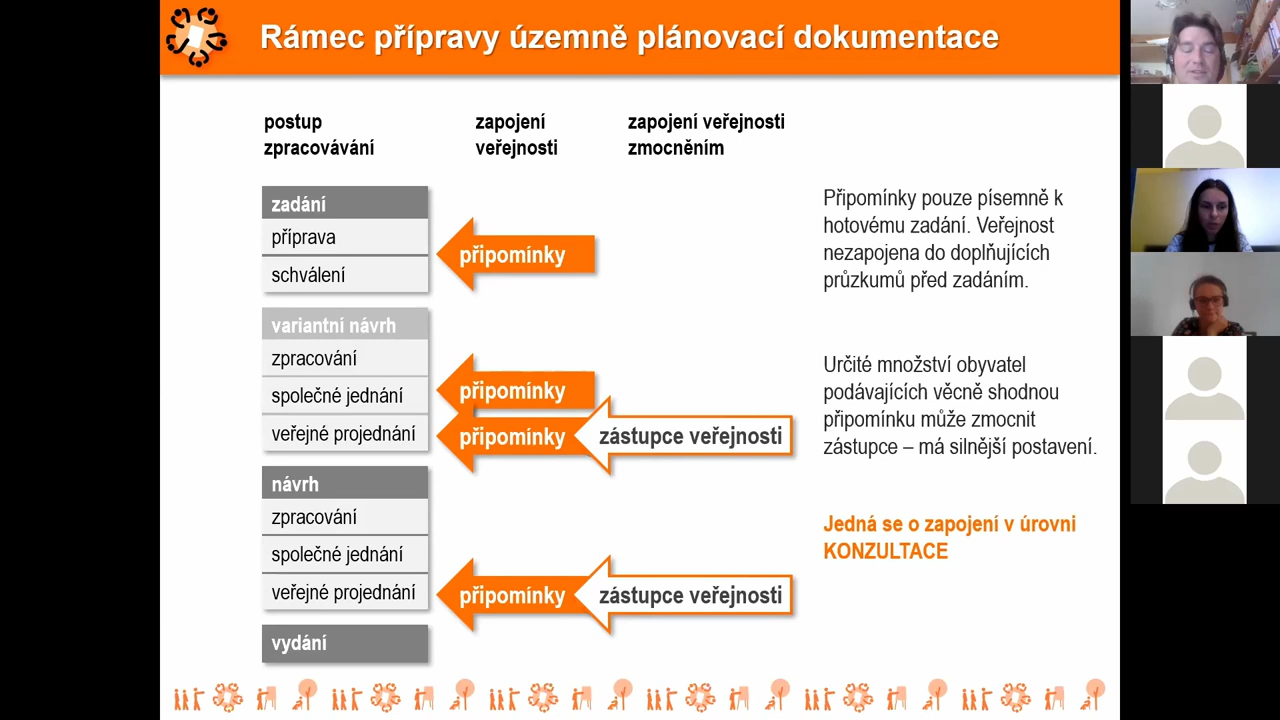 Rámec přípravy územně plánovací dokumentace
postup
zpracovávání
zapojení
veřejnosti
zapojení veřejnosti
zmocněním
zadání
příprava
schválení
připomínky
Připomínky pouze písemně k
hotovému zadání. Veřejnost
nezapojena do doplňujících
průzkumů před zadáním.
variantní návrh
zpracování
společné jednání
veřejné projednání
připomínky
připomínky
zástupce veřejnosti
Určité množství obyvatel
podávajících věcně shodnou
připomínku může zmocnit
zástupce – má silnější postavení.
návrh
zpracování
společné jednání
veřejné projednání
připomínky
zástupce veřejnosti
Jedná se o zapojení v úrovni
KONZULTACE
vydání